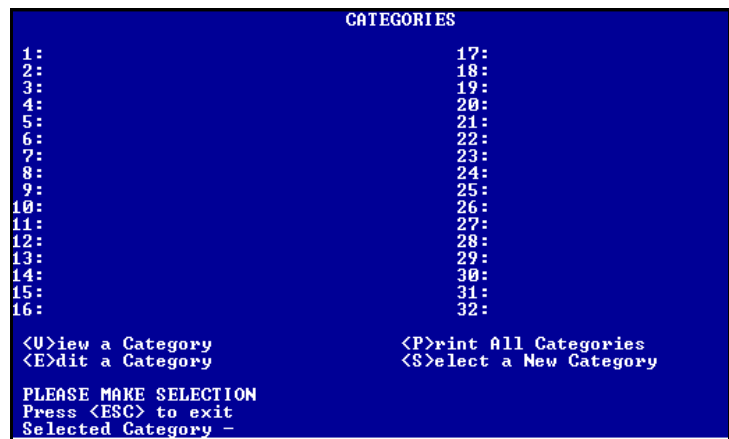 CATEGORIES
1: 17:
2: 18:
3: 19:
4: 20:
5: 21:
6: 22:
7: 23:
8: 24:
9: 25:
10: 26:
11: 27:
12: 28:
13: 29:
14: 30:
15: 31:
16: 32:
<V>iew a Category <P>rint All Categories
<E>dit a Category <S>elect a New Category
PLEASE MAKE SELECTION
Press <ESC> to exit
Selected Category -